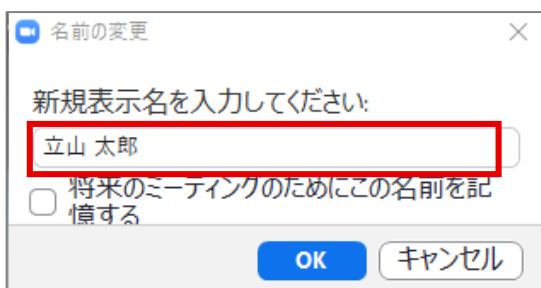 名前の変更
新規表示名を入力してください:
立山 太郎
将来のミーティングのためにこの名前を記
憶する
OK キャンセル